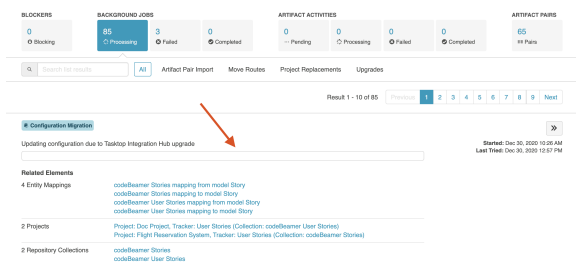 BLOCKERS BACKGROUND JOBS ARTIFACT ACTIVITIES ARTIFACT PAIRS
0 85 3 0 0 0 0 0 65
Blocking Processing Failed Completed Pending Processing Failed Completed Pairs
Search list results All Artifact Pair Import Move Routes Project Replacements Upgrades
Result 1 - 10 of 85 Previous 1 2 3 4 5 6 7 8 9 Next
Configuration Migration
Updating configuration due to Tasktop Integration Hub upgrade
Started: Dec 30, 2020 10:26 AM
Last Tried: Dec 30, 2020 12:57 PM
Related Elements
4 Entity Mappings codeBeamer Stories mapping from model Story
codeBeamer Stories mapping to model Story
codeBeamer User Stories mapping from model Story
codeBeamer User Stories mapping to model Story
2 Projects Project: Doc Project, Tracker: User Stories (Collection: codeBeamer User Stories)
Project: Flight Reservation System, Tracker: User Stories (Collection: codeBeamer Stories)
2 Repository Collections codeBeamer Stories
codeBeamer User Stories